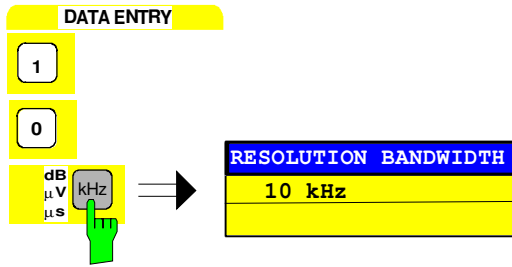 DATA ENTRY
1
0
dB
µV
µs
kHz
RESOLUTION BANDWIDTH
10 kHz